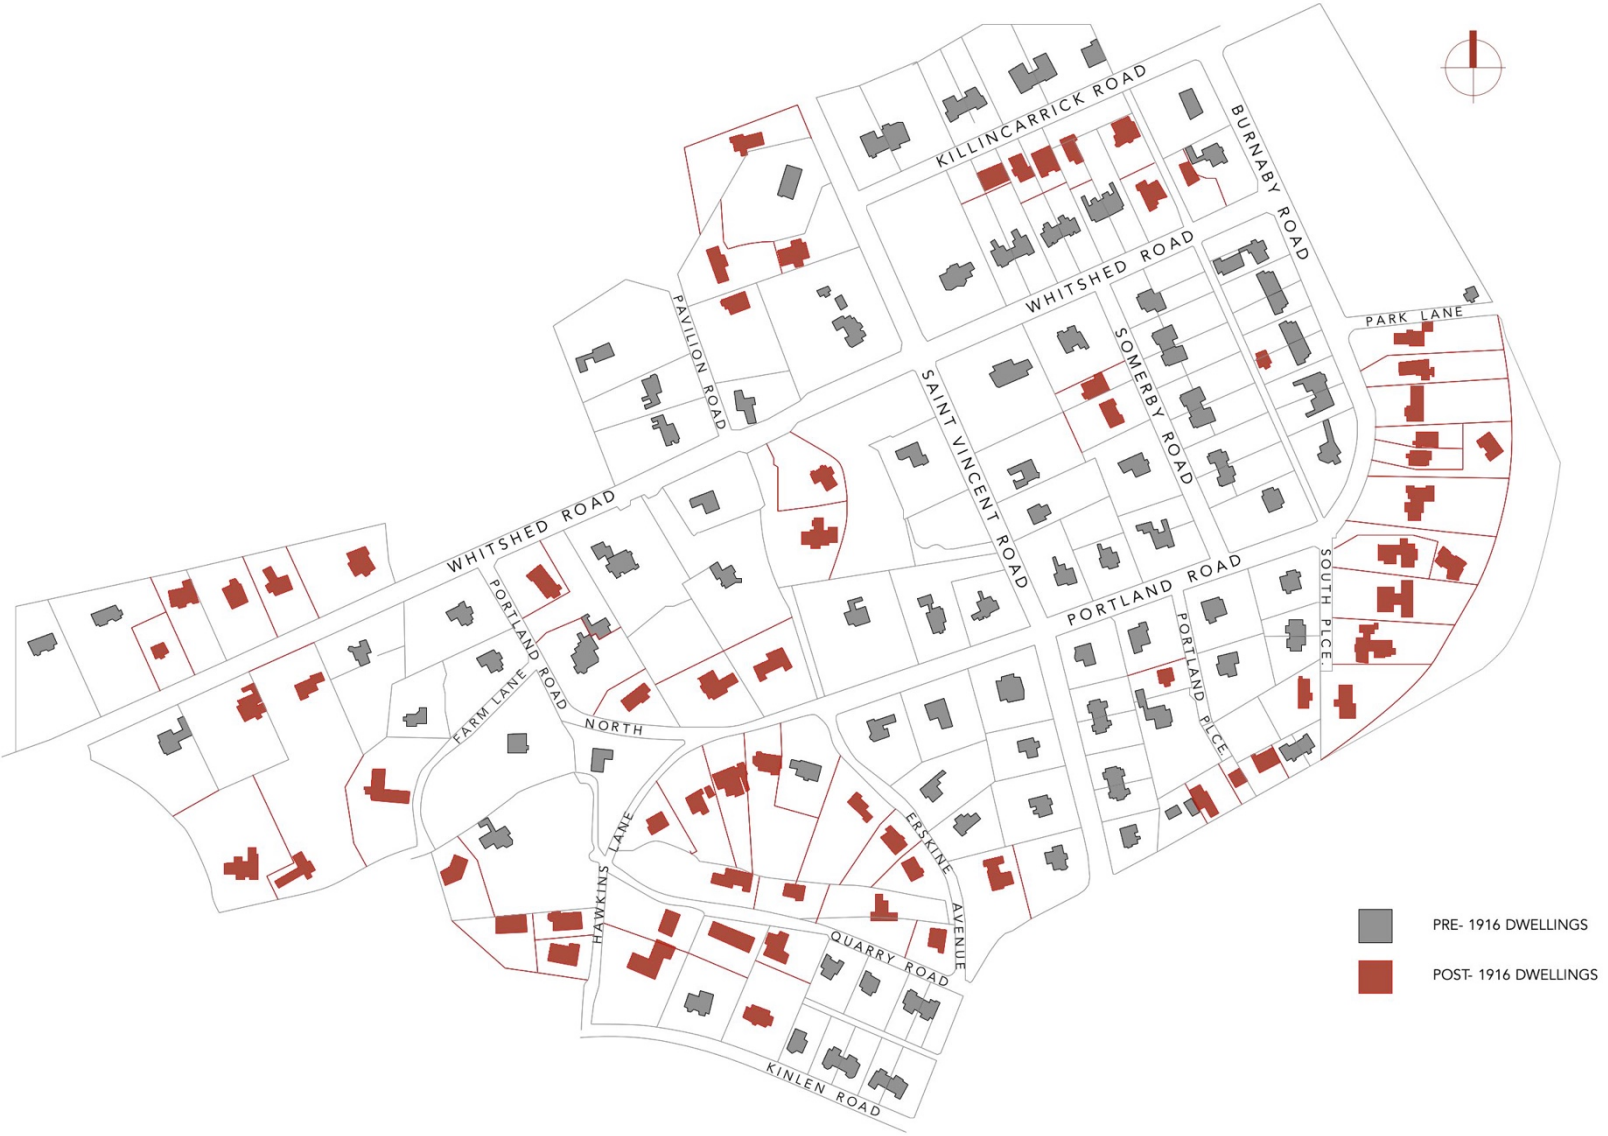 KILLINCARRICK ROAD
BURNABY ROAD
WHITSHED ROAD
PAVILION ROAD
PARK LANE
SAINT VINCENT ROAD
SOMERBY ROAD
WHITSHED ROAD
PORTLAND ROAD
SOUTH PLCE.
PORTLAND ROAD
PORTLAND PLCE.
FARM LANE
NORTH
ERSKINE AVENUE
HAWKINS LANE
QUARRY ROAD
KINLEN ROAD
PRE- 1916 DWELLINGS
POST- 1916 DWELLINGS